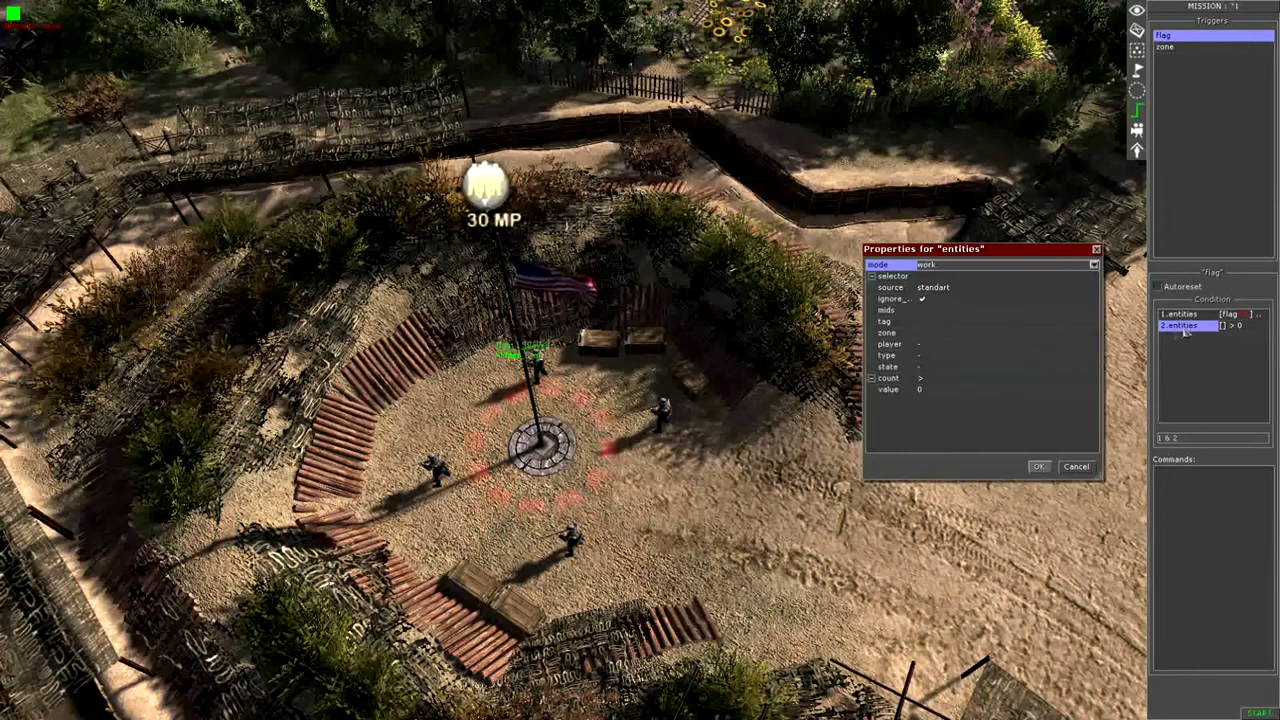 MISSION : "1
Triggers
flag
zone
30 MP
Properties for "entities"
mode work
selector
source standart
ignore_..
mids
tag
zone
player -
type -
state -
count >
value 0
OK Cancel
"flag"
Autoreset
Condition
1.entities [flag ] ..
2.entities [] > 0
1 & 2
Commands:
START